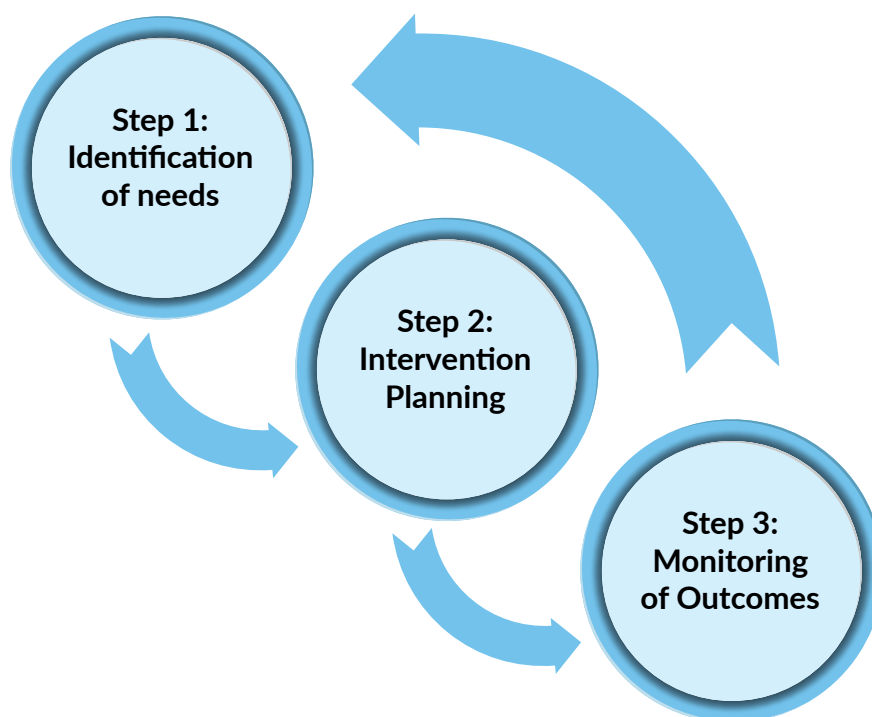 Step 1:
Identification
of needs
Step 2:
Intervention
Planning
Step 3:
Monitoring
of Outcomes